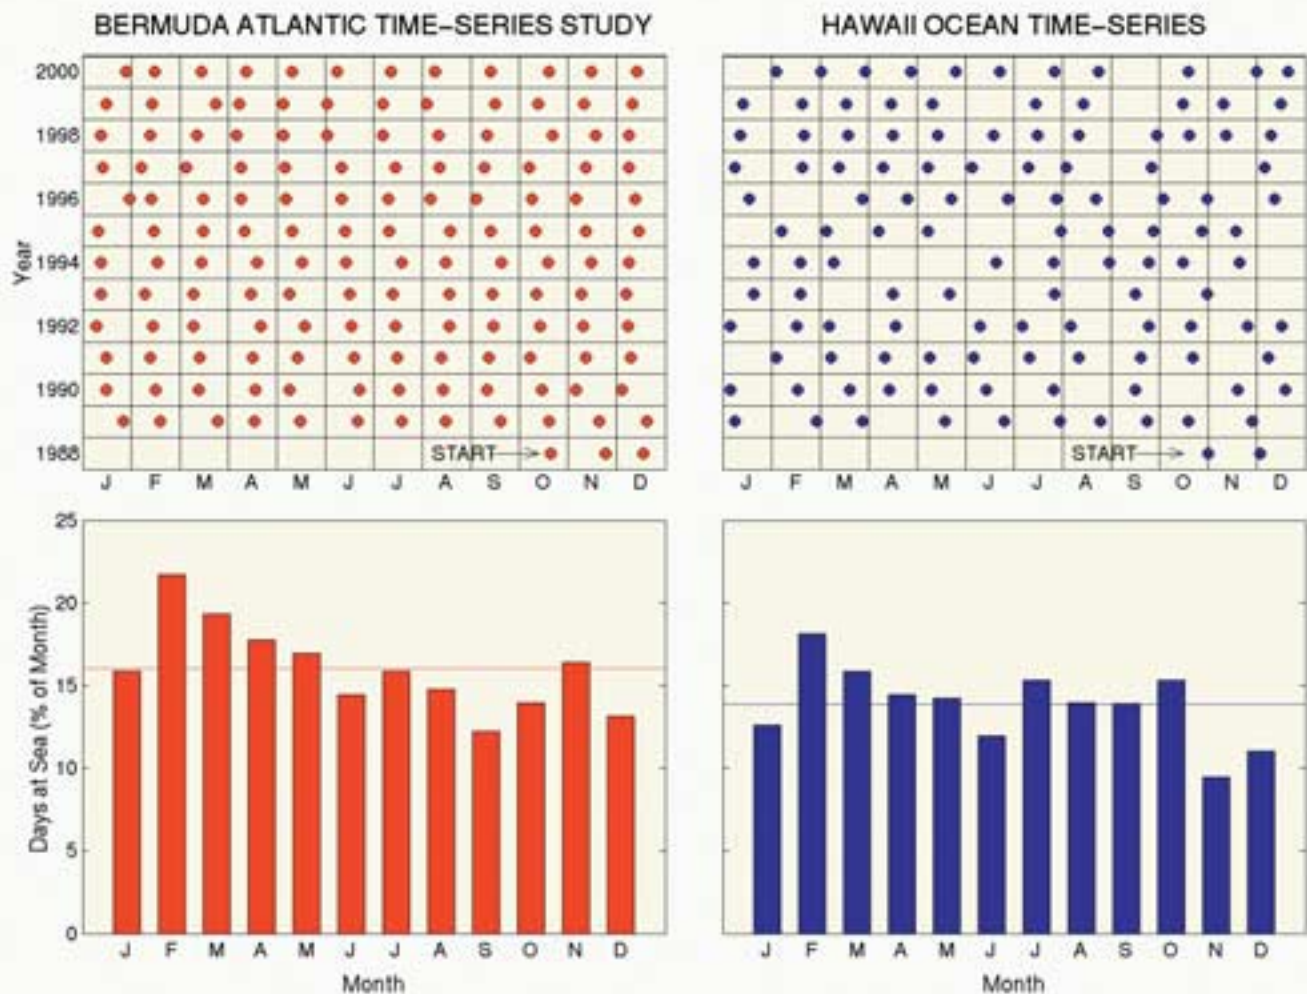 BERMUDA ATLANTIC TIME-SERIES STUDY
2000
1998
1996
1994
1992
1990
1988
Year
START
J F M A M J J A S O N D
HAWAII OCEAN TIME-SERIES
START
J F M A M J J A S O N D
25
20
15
10
5
0
Days at Sea (% of Month)
J F M A M J J A S O N D
Month
J F M A M J J A S O N D
Month